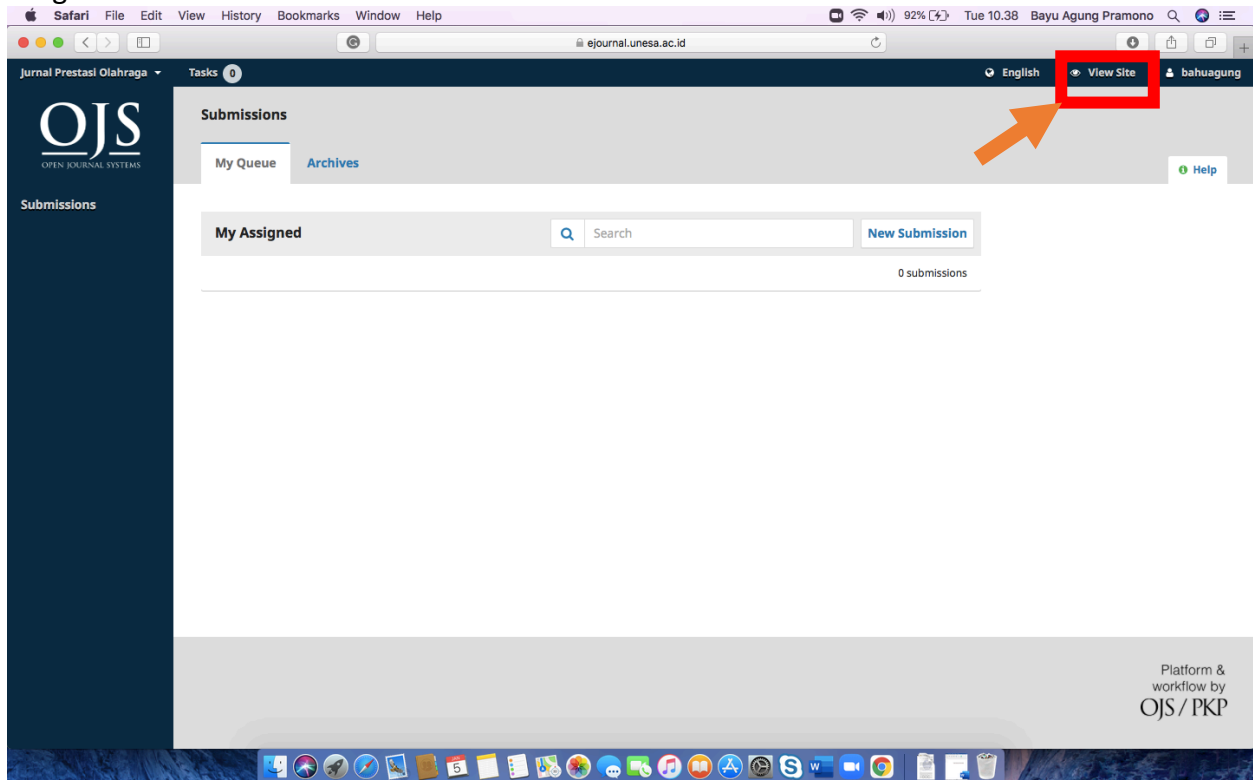 Safari File Edit View History Bookmarks Window Help 92% Tue 10.38 Bayu Agung Pramono
ejournal.unesa.ac.id
Jurnal Prestasi Olahraga Tasks 0 English View Site bahuagung
OJS
OPEN JOURNAL SYSTEMS
Submissions
My Queue Archives
Help
Submissions
My Assigned Search New Submission
0 submissions
Platform &
workflow by
OJS / PKP
5